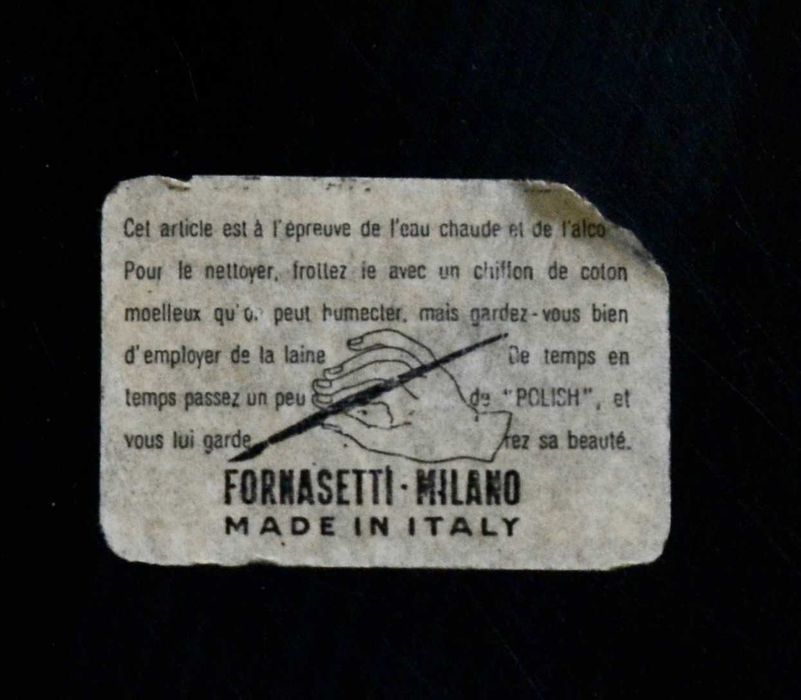 Cet article est à l'épreuve de l'eau chaude et de l'alco
Pour le nettoyer, frottez le avec un chiffon de coton
moelleux qu'on peut humecter, mais gardez-vous bien
d'employer de la laine De temps en
temps passez un peu de "POLISH", et
vous lui garde rez sa beauté.
FORNASETTI·MILANO
MADE IN ITALY